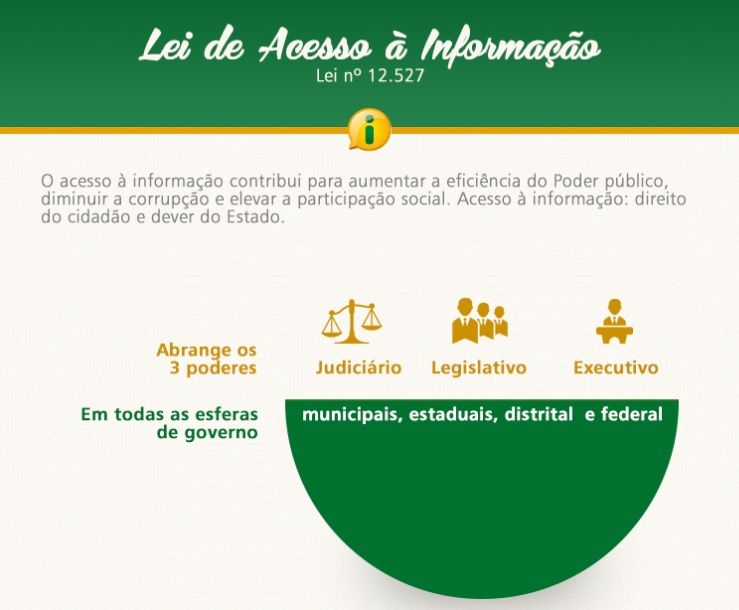 Lei de Acesso à Informação
Lei nº 12.527
i
O acesso à informação contribui para aumentar a eficiência do Poder público,
diminuir a corrupção e elevar a participação social. Acesso à informação: direito
do cidadão e dever do Estado.
Abrange os
3 poderes
Judiciário Legislativo Executivo
Em todas as esferas
de governo
municipais, estaduais, distrital e federal